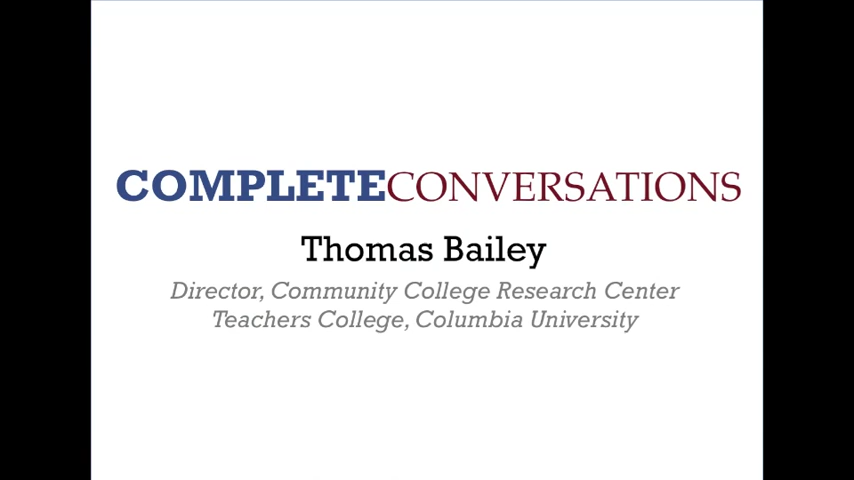 COMPLETECONVERSATIONS
Thomas Bailey
Director, Community College Research Center
Teachers College, Columbia University